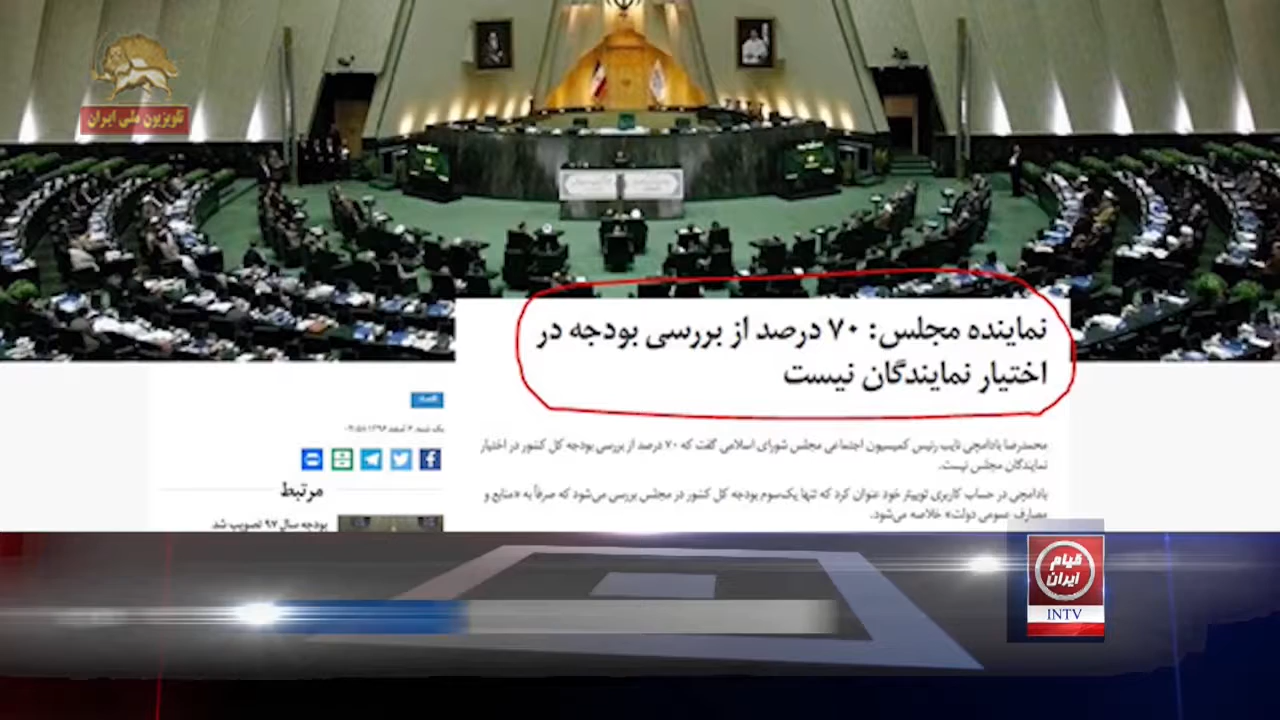 تلویزیون ملی ایران
نماینده مجلس: ۷۰ درصد از بررسی بودجه در
اختیار نمایندگان نیست
اقتصاد
محمدرضا بادامچی نایب رئیس کمیسیون اجتماعی مجلس شورای اسلامی گفت که ۷۰ درصد از بررسی بودجه کل کشور در اختیار
نمایندگان مجلس نیست.
بادامچی در حساب کاربری توییتر خود عنوان کرد که تنها یک‌سوم بودجه کل کشور در مجلس بررسی می‌شود که صرفاً به «منابع و
مصارف عمومی دولت» خلاصه می‌شود.
مرتبط
بودجه سال ۹۷ تصویب شد
قیام
ایران
INTV